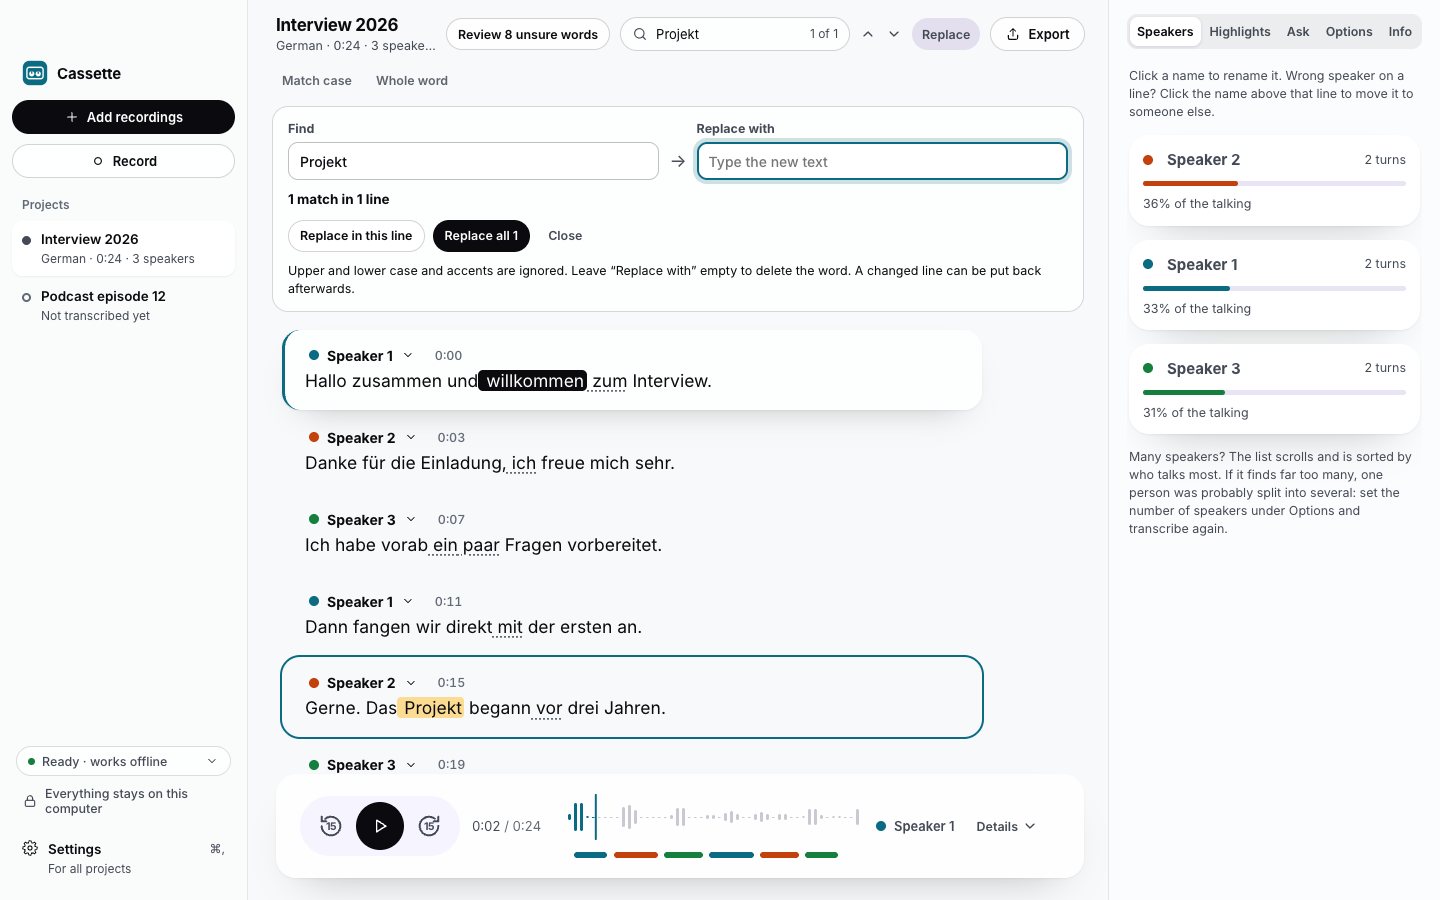 Cassette
Add recordings
Record
Projects
Interview 2026
German · 0:24 · 3 speakers
Podcast episode 12
Not transcribed yet
Ready · works offline
Everything stays on this
computer
Settings
⌘,
For all projects
Interview 2026
German · 0:24 · 3 speake...
Review 8 unsure words
Projekt
1 of 1
Replace
Export
Match case
Whole word
Find
Replace with
Projekt
Type the new text
1 match in 1 line
Replace in this line
Replace all 1
Close
Upper and lower case and accents are ignored. Leave “Replace with” empty to delete the word. A changed line can be put back
afterwards.
Speaker 1
0:00
Hallo zusammen und willkommen zum Interview.
Speaker 2
0:03
Danke für die Einladung, ich freue mich sehr.
Speaker 3
0:07
Ich habe vorab ein paar Fragen vorbereitet.
Speaker 1
0:11
Dann fangen wir direkt mit der ersten an.
Speaker 2
0:15
Gerne. Das Projekt begann vor drei Jahren.
Speaker 3
0:19
15
15
0:02 / 0:24
Speaker 1
Details
Speakers
Highlights
Ask
Options
Info
Click a name to rename it. Wrong speaker on a
line? Click the name above that line to move it to
someone else.
Speaker 2
2 turns
36% of the talking
Speaker 1
2 turns
33% of the talking
Speaker 3
2 turns
31% of the talking
Many speakers? The list scrolls and is sorted by
who talks most. If it finds far too many, one
person was probably split into several: set the
number of speakers under Options and
transcribe again.